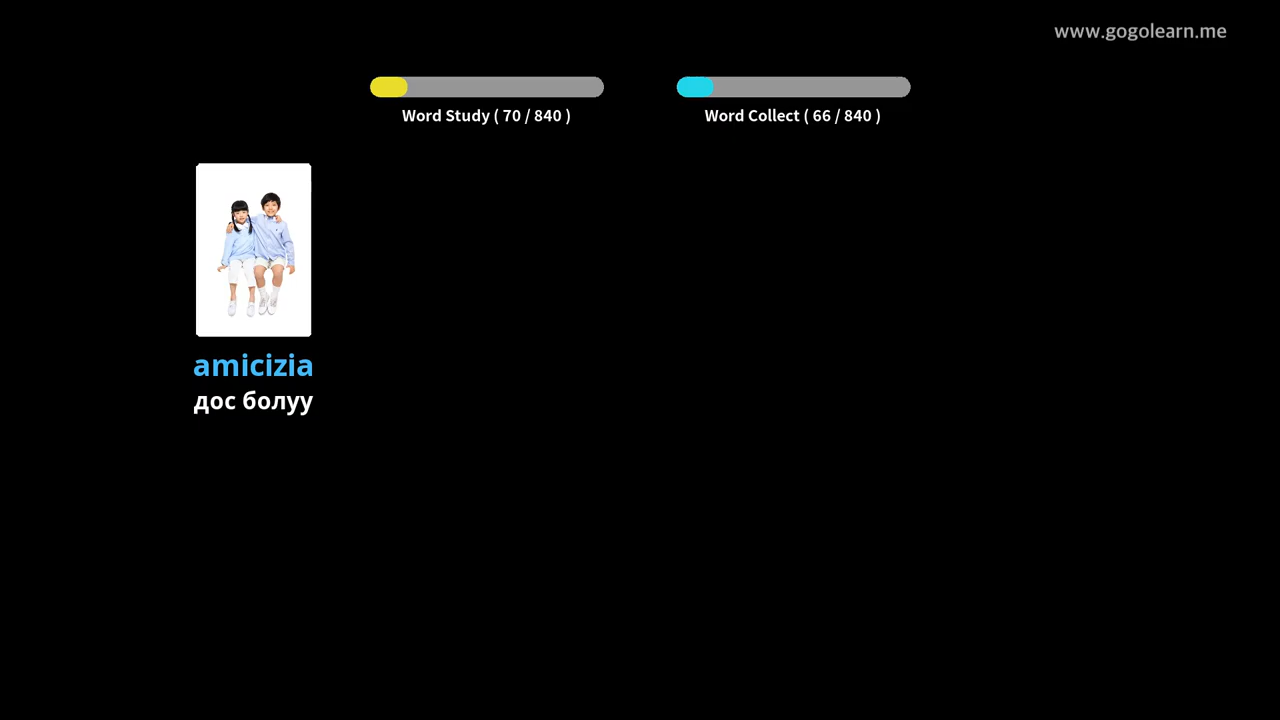 www.gogolearn.me
Word Study ( 70 / 840 )
Word Collect ( 66 / 840 )
amicizia
дос болуу